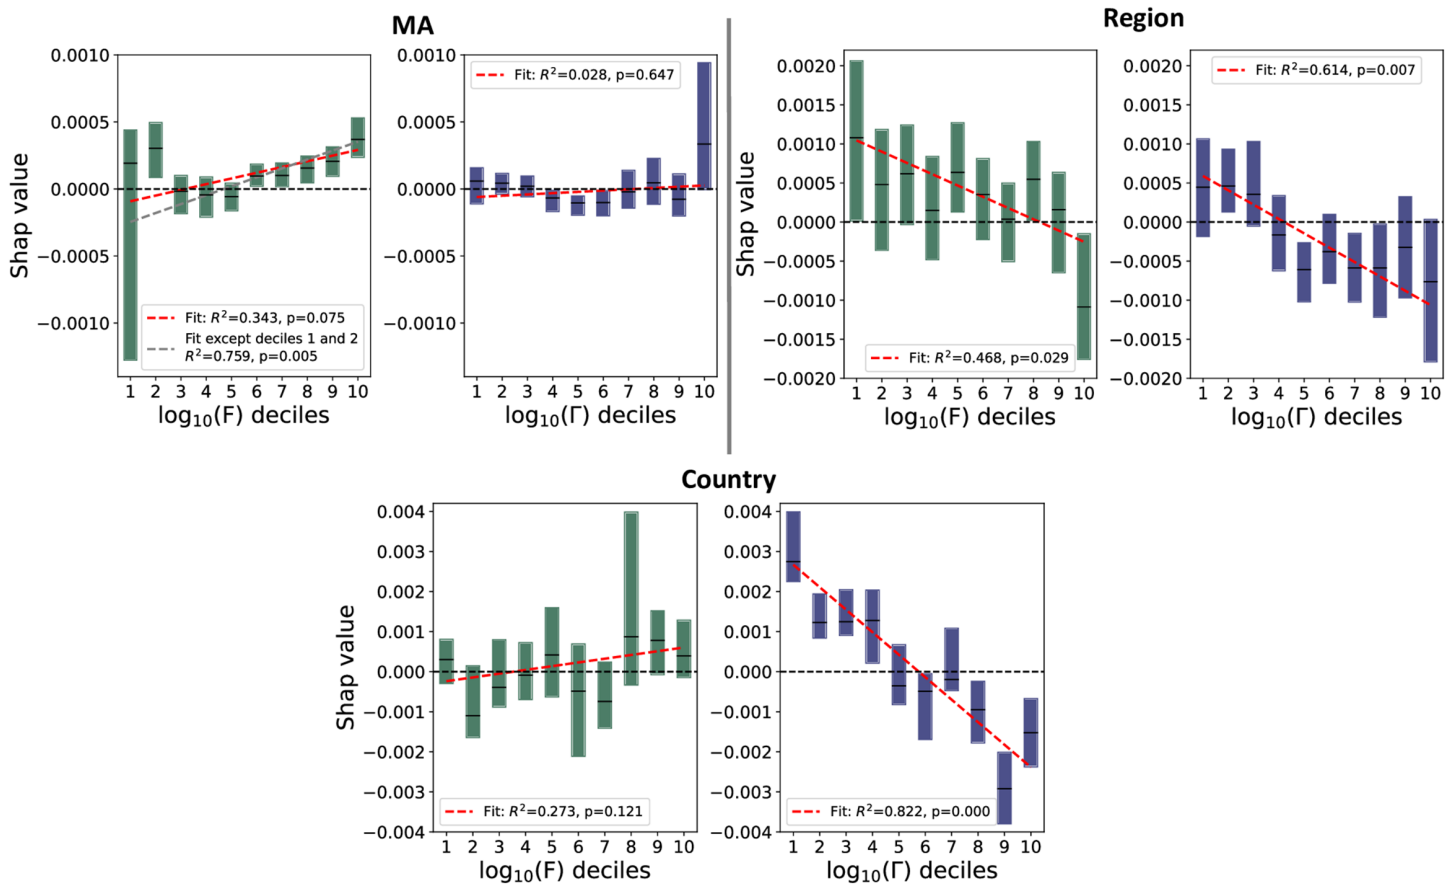 MA
Region
0.0010
0.0005
0.0000
−0.0005
−0.0010
Shap value
Fit: R²=0.343, p=0.075
Fit except deciles 1 and 2
R²=0.759, p=0.005
1 2 3 4 5 6 7 8 9 10
log₁₀(F) deciles
0.0010
0.0005
0.0000
−0.0005
−0.0010
Fit: R²=0.028, p=0.647
1 2 3 4 5 6 7 8 9 10
log₁₀(Γ) deciles
0.0020
0.0015
0.0010
0.0005
0.0000
−0.0005
−0.0010
−0.0015
−0.0020
Shap value
Fit: R²=0.468, p=0.029
1 2 3 4 5 6 7 8 9 10
log₁₀(F) deciles
0.0020
0.0015
0.0010
0.0005
0.0000
−0.0005
−0.0010
−0.0015
−0.0020
Fit: R²=0.614, p=0.007
1 2 3 4 5 6 7 8 9 10
log₁₀(Γ) deciles
Country
0.004
0.003
0.002
0.001
0.000
−0.001
−0.002
−0.003
−0.004
Shap value
Fit: R²=0.273, p=0.121
1 2 3 4 5 6 7 8 9 10
log₁₀(F) deciles
0.004
0.003
0.002
0.001
0.000
−0.001
−0.002
−0.003
−0.004
Fit: R²=0.822, p=0.000
1 2 3 4 5 6 7 8 9 10
log₁₀(Γ) deciles